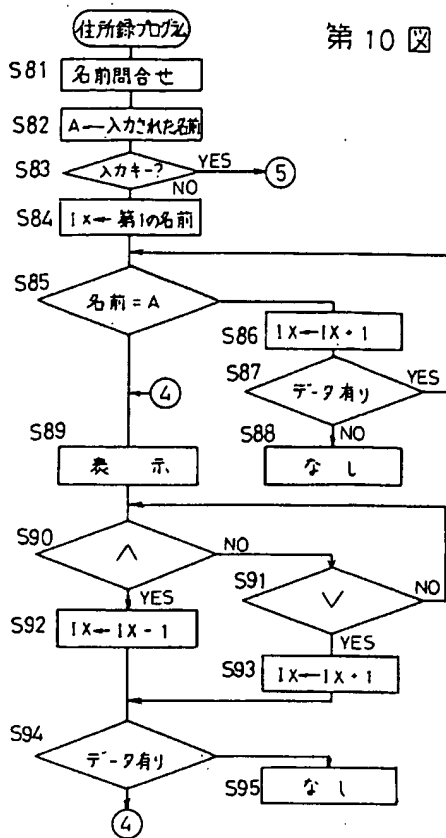 第10図
住所録プログラム
S81 名前問合せ
S82 A←入力された名前
S83 入力キー? YES ⑤
NO
S84 IX←第1の名前
S85 名前=A
S86 IX←IX+1
S87 データ有り YES
NO
S88 なし
④
S89 表示
S90 ∧ NO
YES
S91 ∨ NO
YES
S92 IX←IX-1
S93 IX←IX+1
S94 データ有り
S95 なし
④